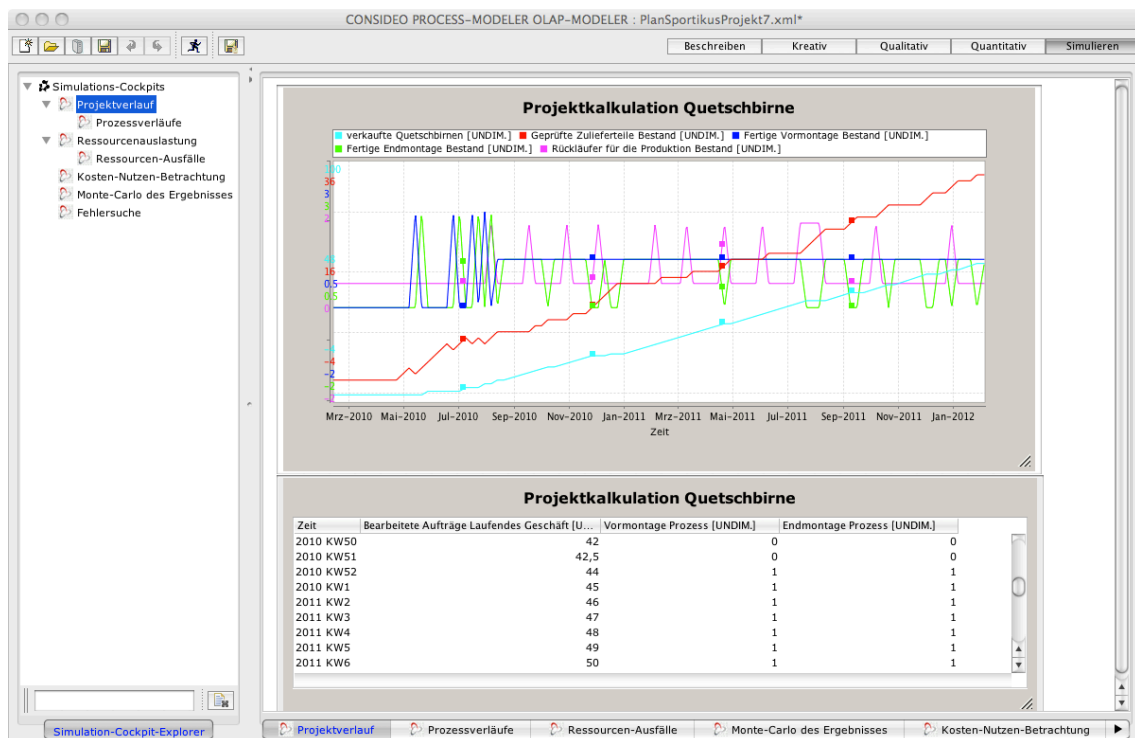 CONSIDEO PROCESS-MODELER OLAP-MODELER : PlanSportikusProjekt7.xml*
Beschreiben Kreativ Qualitativ Quantitativ Simulieren
Simulations-Cockpits
Projektverlauf
Prozessverläufe
Ressourcenauslastung
Ressourcen-Ausfälle
Kosten-Nutzen-Betrachtung
Monte-Carlo des Ergebnisses
Fehlersuche
Simulation-Cockpit-Explorer
Projektkalkulation Quetschbirne
verkaufte Quetschbirnen [UNDIM.] Geprüfte Zulieferteile Bestand [UNDIM.] Fertige Vormontage Bestand [UNDIM.]
Fertige Endmontage Bestand [UNDIM.] Rückläufer für die Produktion Bestand [UNDIM.]
36
3
3
2
16
0.5
0.5
0
-4
-4
-2
-2
-2
Mrz-2010 Mai-2010 Jul-2010 Sep-2010 Nov-2010 Jan-2011 Mrz-2011 Mai-2011 Jul-2011 Sep-2011 Nov-2011 Jan-2012
Zeit
Projektkalkulation Quetschbirne
Zeit Bearbeitete Aufträge Laufendes Geschäft [U... Vormontage Prozess [UNDIM.] Endmontage Prozess [UNDIM.]
2010 KW50 42 0 0
2010 KW51 42,5 0 0
2010 KW52 44 1 1
2010 KW1 45 1 1
2011 KW2 46 1 1
2011 KW3 47 1 1
2011 KW4 48 1 1
2011 KW5 49 1 1
2011 KW6 50 1 1
Projektverlauf Prozessverläufe Ressourcen-Ausfälle Monte-Carlo des Ergebnisses Kosten-Nutzen-Betrachtung